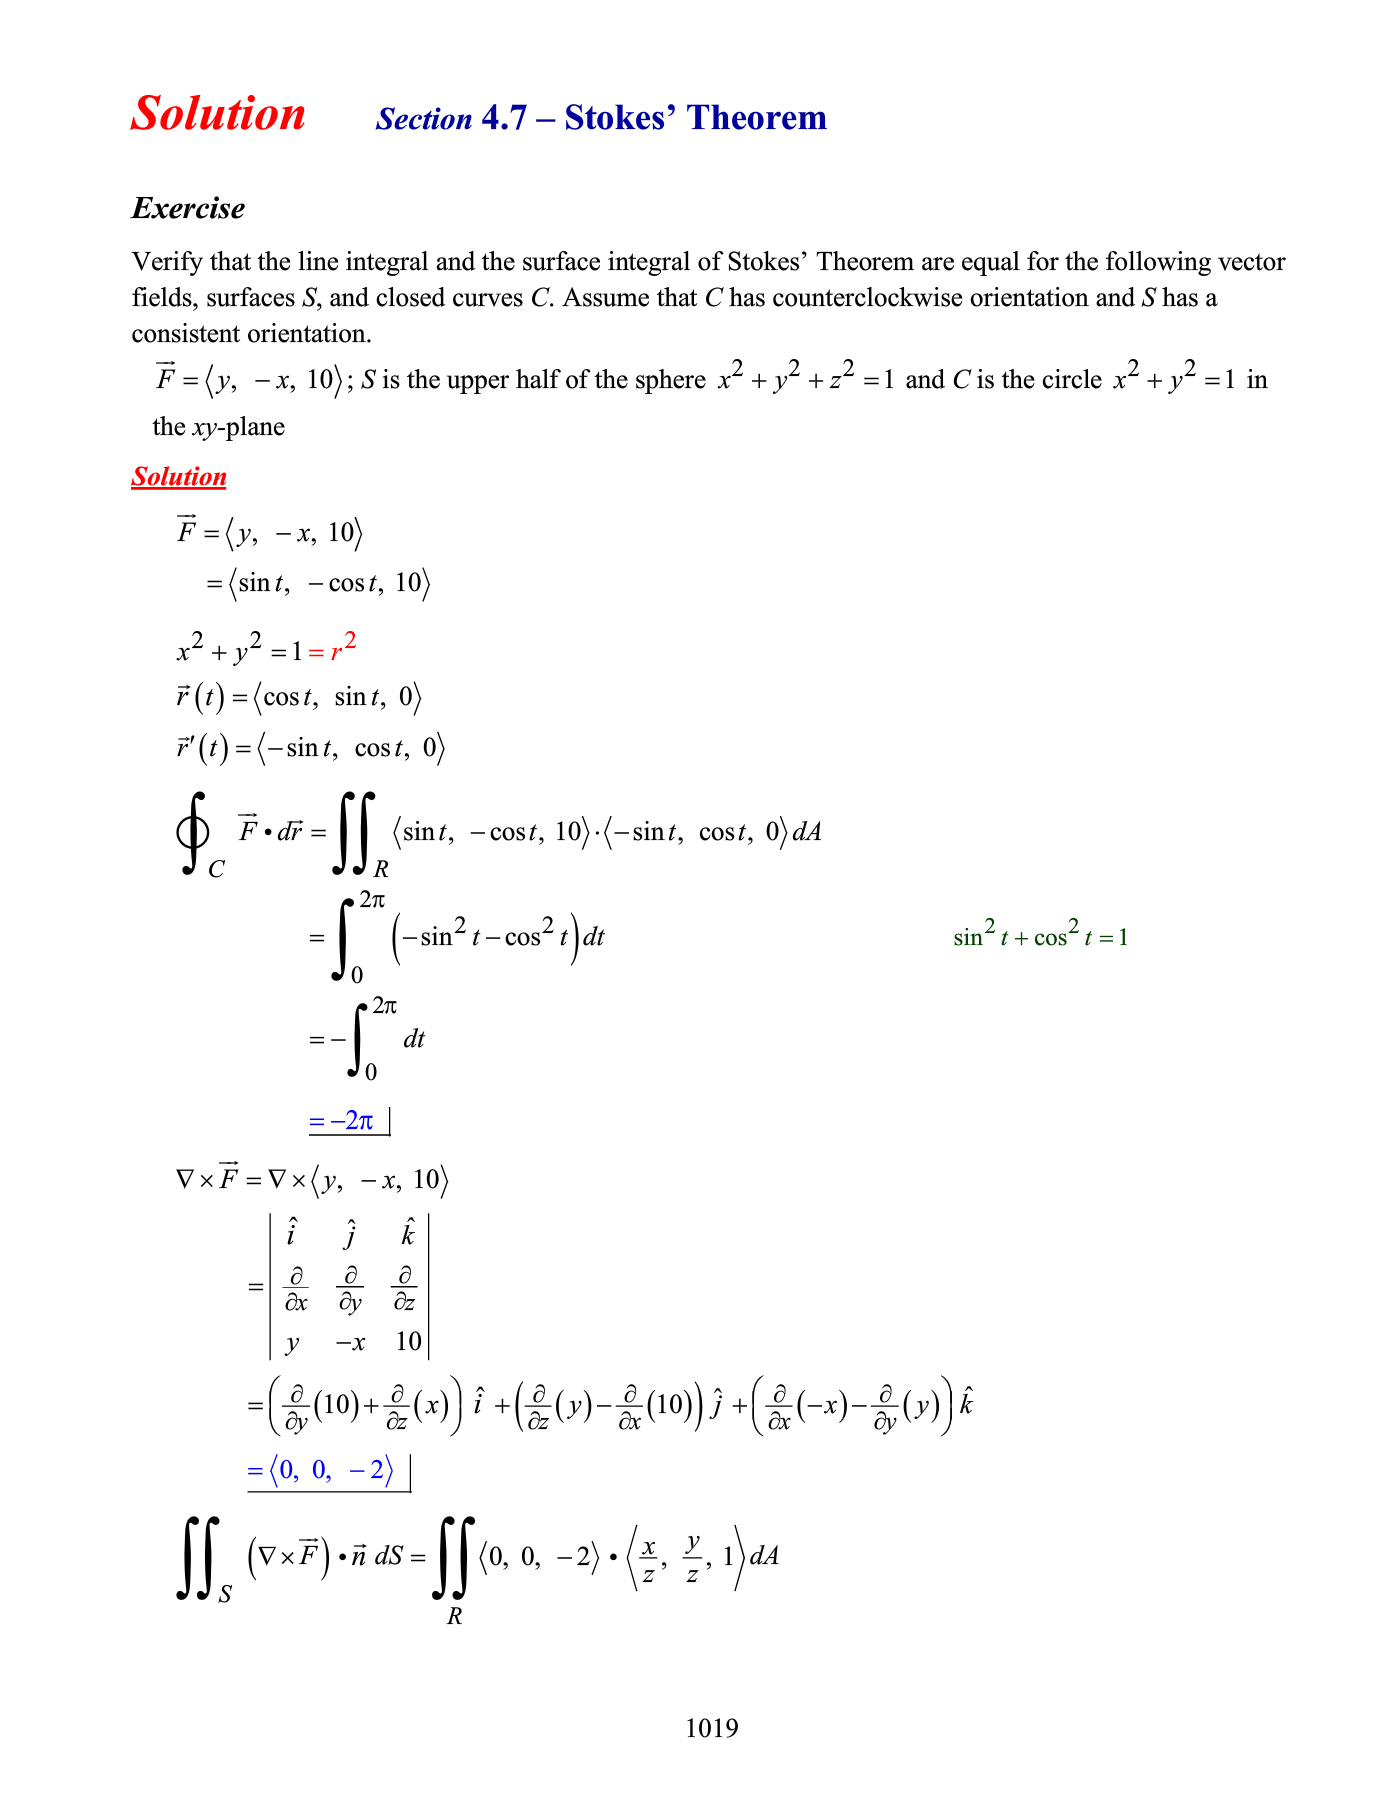 Solution Section 4.7 – Stokes’ Theorem
Exercise
Verify that the line integral and the surface integral of Stokes’ Theorem are equal for the following vector
fields, surfaces S, and closed curves C. Assume that C has counterclockwise orientation and S has a
consistent orientation.
$\overrightarrow{F} = \langle y, -x, 10 \rangle$; S is the upper half of the sphere $x^2 + y^2 + z^2 = 1$ and C is the circle $x^2 + y^2 = 1$ in
the xy-plane
Solution
$\overrightarrow{F} = \langle y, -x, 10 \rangle$
$= \langle \sin t, -\cos t, 10 \rangle$
$x^2 + y^2 = 1 = r^2$
$\vec{r}(t) = \langle \cos t, \sin t, 0 \rangle$
$\vec{r}'(t) = \langle -\sin t, \cos t, 0 \rangle$
$\oint_C \overrightarrow{F} \bullet d\vec{r} = \iint_R \langle \sin t, -\cos t, 10 \rangle \cdot \langle -\sin t, \cos t, 0 \rangle dA$
$= \int_0^{2\pi} \left( -\sin^2 t - \cos^2 t \right) dt$ $\sin^2 t + \cos^2 t = 1$
$= -\int_0^{2\pi} dt$
$= -2\pi$
$\nabla \times \overrightarrow{F} = \nabla \times \langle y, -x, 10 \rangle$
$= \begin{vmatrix} \hat{i} & \hat{j} & \hat{k} \\ \frac{\partial}{\partial x} & \frac{\partial}{\partial y} & \frac{\partial}{\partial z} \\ y & -x & 10 \end{vmatrix}$
$= \left( \frac{\partial}{\partial y}(10) + \frac{\partial}{\partial z}(x) \right) \hat{i} + \left( \frac{\partial}{\partial z}(y) - \frac{\partial}{\partial x}(10) \right) \hat{j} + \left( \frac{\partial}{\partial x}(-x) - \frac{\partial}{\partial y}(y) \right) \hat{k}$
$= \langle 0, 0, -2 \rangle$
$\iint_S \left( \nabla \times \overrightarrow{F} \right) \bullet \vec{n} \, dS = \iint_R \langle 0, 0, -2 \rangle \bullet \left\langle \frac{x}{z}, \frac{y}{z}, 1 \right\rangle dA$
1019